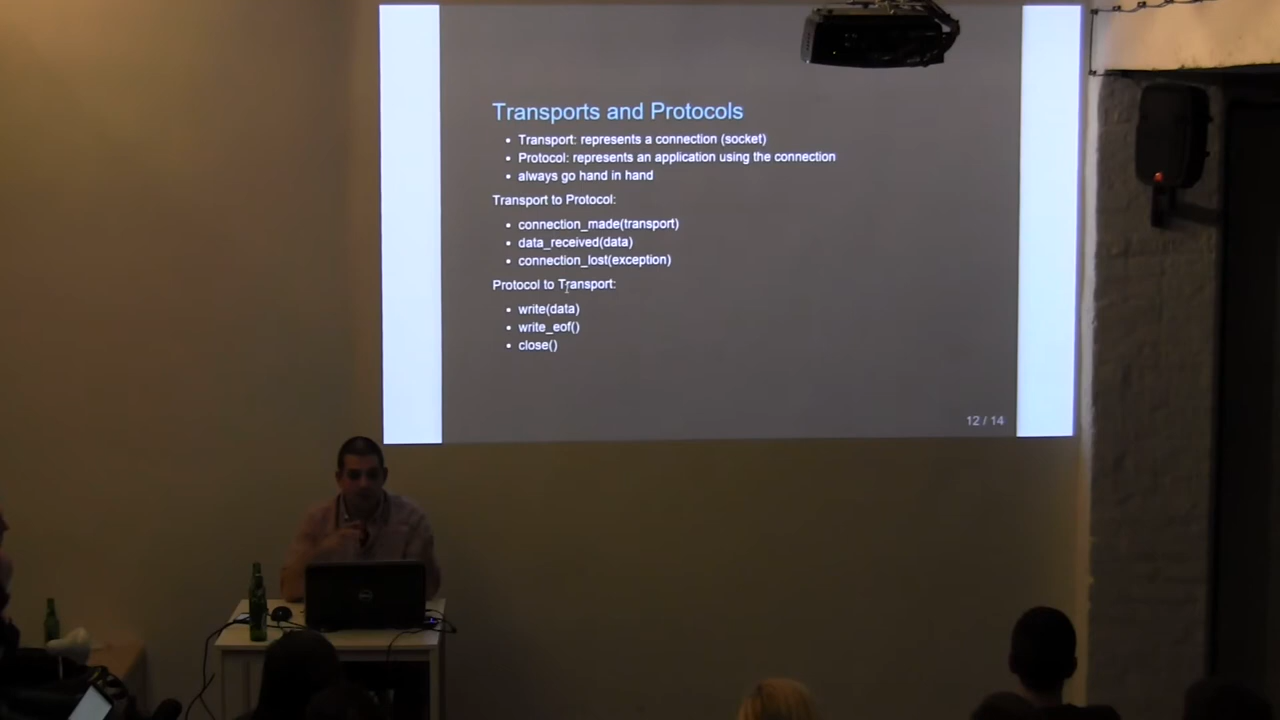 Transports and Protocols
• Transport: represents a connection (socket)
• Protocol: represents an application using the connection
• always go hand in hand
Transport to Protocol:
• connection_made(transport)
• data_received(data)
• connection_lost(exception)
Protocol to Transport:
• write(data)
• write_eof()
• close()
12 / 14